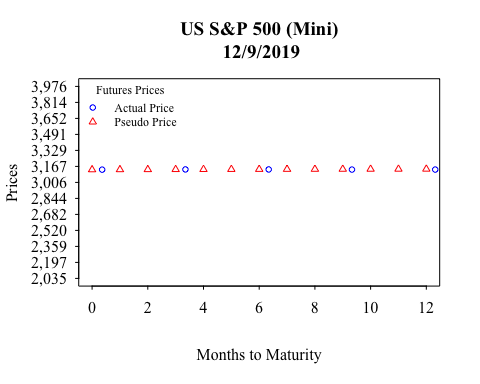 US S&P 500 (Mini)
12/9/2019
Futures Prices
Actual Price
Pseudo Price
Prices
3,976
3,814
3,652
3,491
3,329
3,167
3,006
2,844
2,682
2,520
2,359
2,197
2,035
0 2 4 6 8 10 12
Months to Maturity